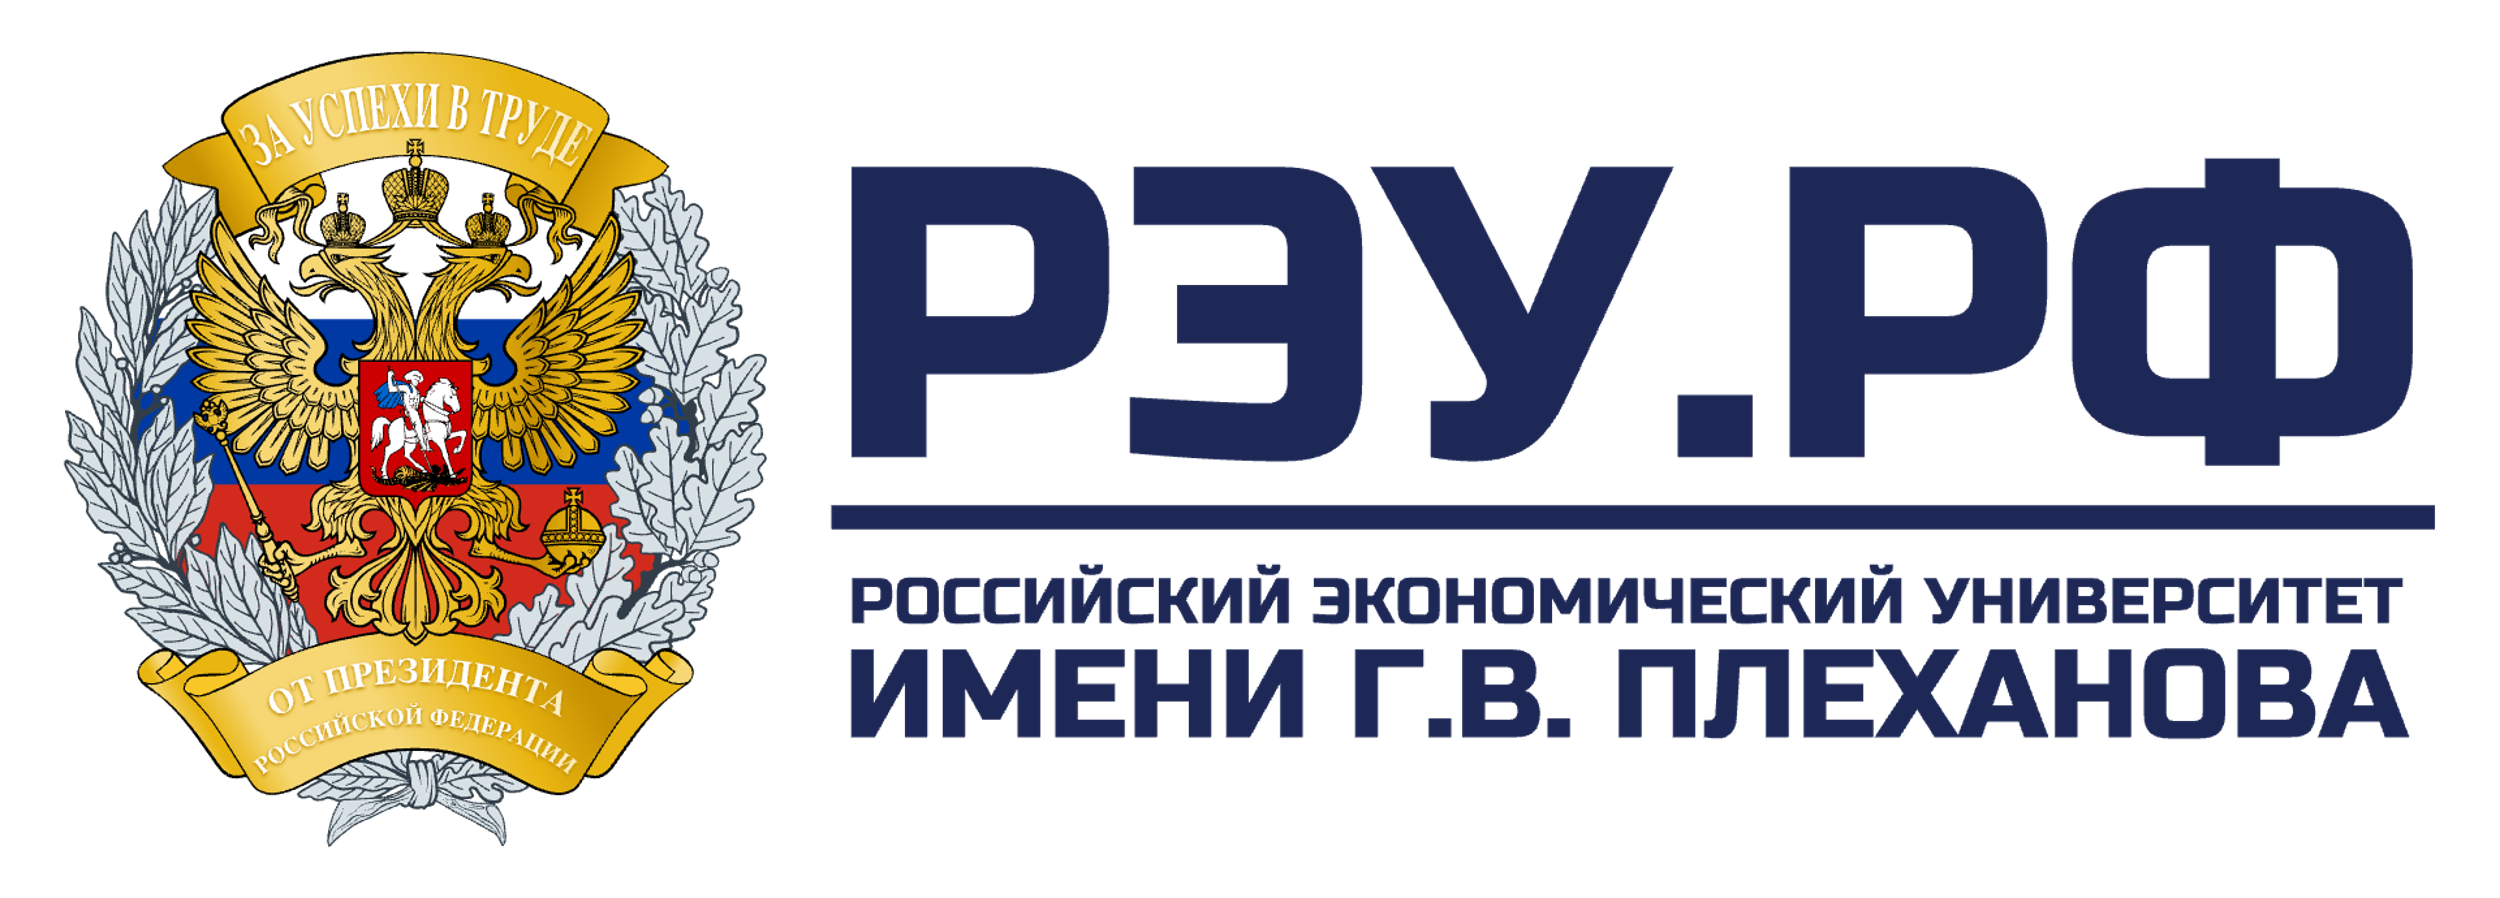 ЗА УСПЕХИ В ТРУДЕ
ОТ ПРЕЗИДЕНТА
РОССИЙСКОЙ ФЕДЕРАЦИИ
РЭУ.РФ
РОССИЙСКИЙ ЭКОНОМИЧЕСКИЙ УНИВЕРСИТЕТ
ИМЕНИ Г.В. ПЛЕХАНОВА